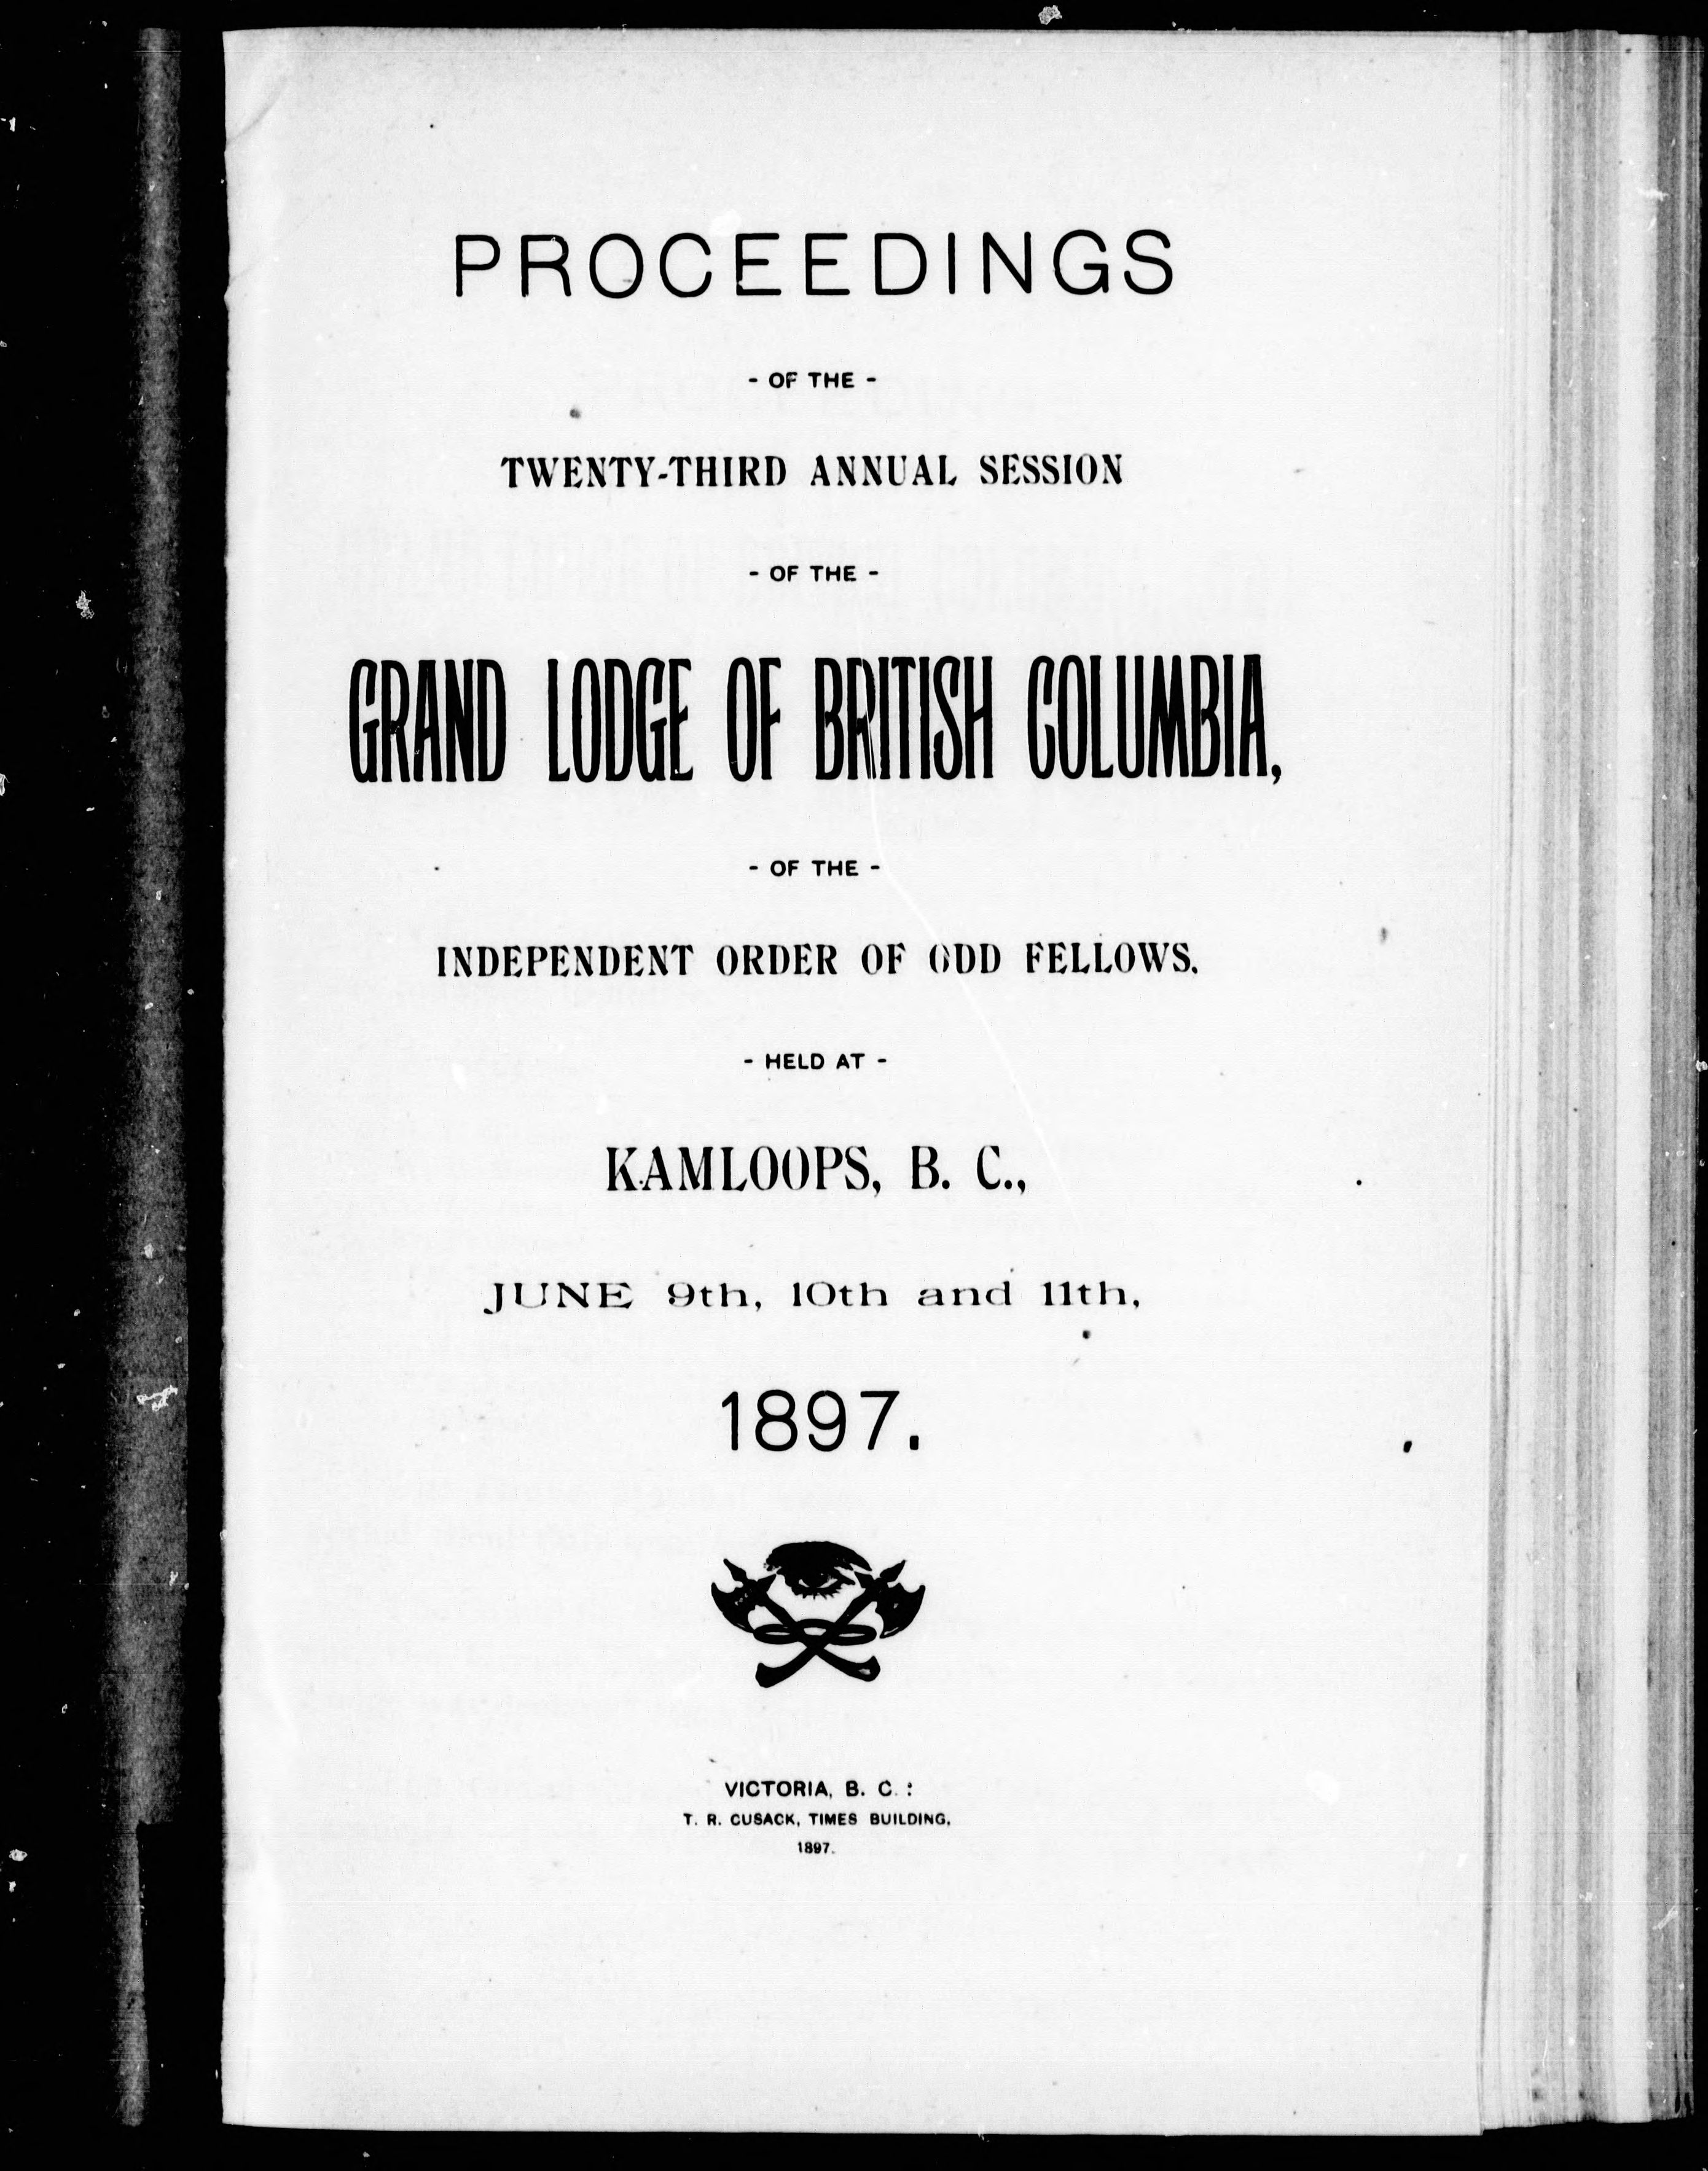 PROCEEDINGS
- OF THE -
TWENTY-THIRD ANNUAL SESSION
- OF THE -
GRAND LODGE OF BRITISH COLUMBIA,
- OF THE -
INDEPENDENT ORDER OF ODD FELLOWS.
- HELD AT -
KAMLOOPS, B. C.,
JUNE 9th, 10th and 11th,
1897.
VICTORIA, B. C. :
T. R. CUSACK, TIMES BUILDING.
1897.